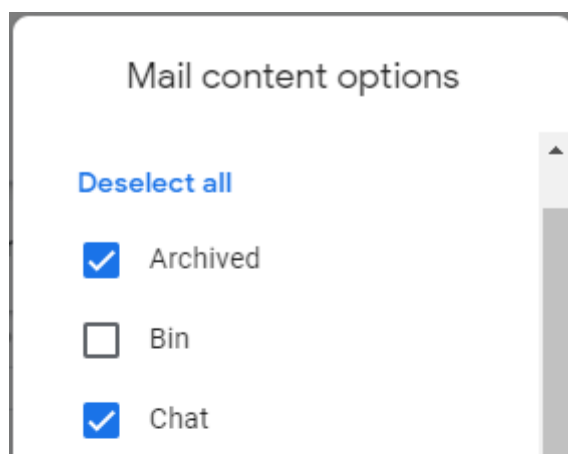 Mail content options
Deselect all
Archived
Bin
Chat